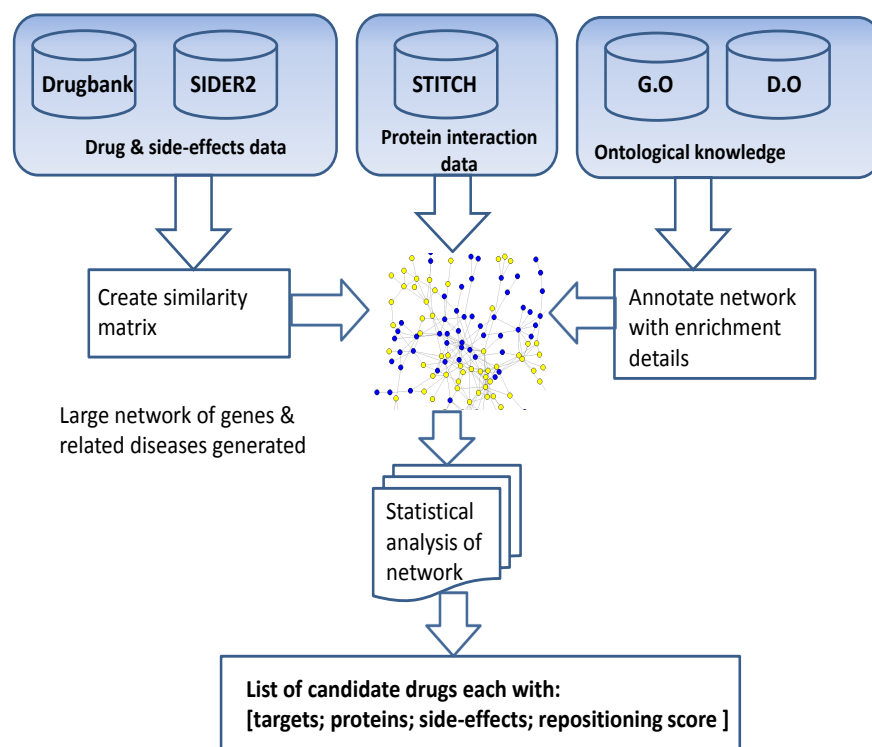 Drugbank
SIDER2
Drug & side-effects data
STITCH
Protein interaction
data
G.O
D.O
Ontological knowledge
Create similarity
matrix
Annotate network
with enrichment
details
Large network of genes &
related diseases generated
Statistical
analysis of
network
List of candidate drugs each with:
[targets; proteins; side-effects; repositioning score ]